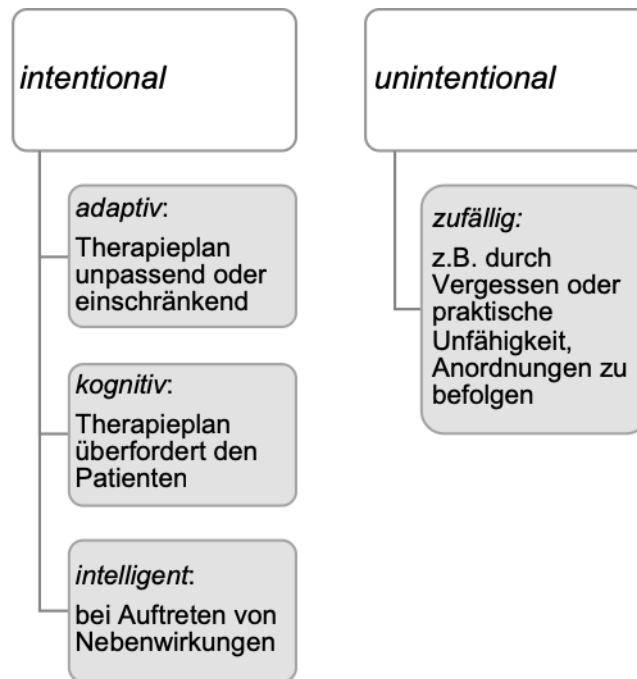 intentional
adaptiv:
Therapieplan
unpassend oder
einschränkend
kognitiv:
Therapieplan
überfordert den
Patienten
intelligent:
bei Auftreten von
Nebenwirkungen
unintentional
zufällig:
z.B. durch
Vergessen oder
praktische
Unfähigkeit,
Anordnungen zu
befolgen